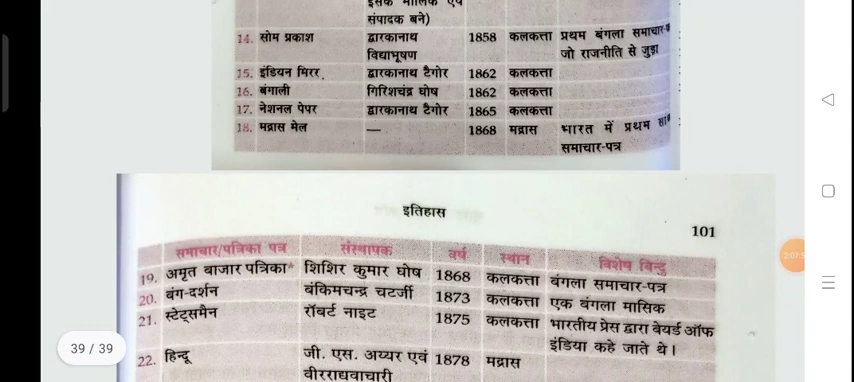 संपादक बने)
14. सोम प्रकाश द्वारकानाथ 1858 कलकत्ता प्रथम बंगला समाचार-
विद्याभूषण जो राजनीति से जुड़ा
15. इंडियन मिरर द्वारकानाथ टैगोर 1862 कलकत्ता
16. बंगाली गिरिशचंद्र घोष 1862 कलकत्ता
17. नेशनल पेपर द्वारकानाथ टैगोर 1865 कलकत्ता
18. मद्रास मेल — 1868 मद्रास भारत में प्रथम
समाचार-पत्र
इतिहास
101
समाचार/पत्रिका पत्र संस्थापक वर्ष स्थान विशेष बिन्दु
19. अमृत बाजार पत्रिका शिशिर कुमार घोष 1868 कलकत्ता बंगला समाचार-पत्र
20. बंग-दर्शन बंकिमचन्द्र चटर्जी 1873 कलकत्ता एक बंगला मासिक
21. स्टेट्समैन रॉबर्ट नाइट 1875 कलकत्ता भारतीय प्रेस द्वारा बेयर्ड ऑफ
इंडिया कहे जाते थे।
22. हिन्दू जी. एस. अय्यर एवं 1878 मद्रास
वीरराघवाचारी
39 / 39